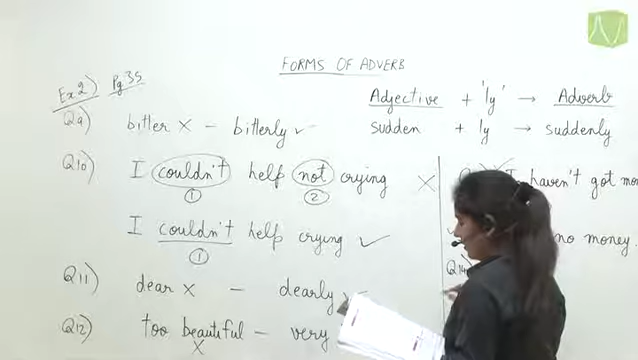 FORMS OF ADVERB
Ex 2) Pg 35
Adjective + 'ly' → Adverb
sudden + ly → suddenly
Q9) bitter × - bitterly ✓
Q10) I couldn't help not crying ×
① ②
I couldn't help crying ✓
①
Q11) dear × - dearly
Q12) too beautiful - very
×
I haven't got
no money.
Q14)